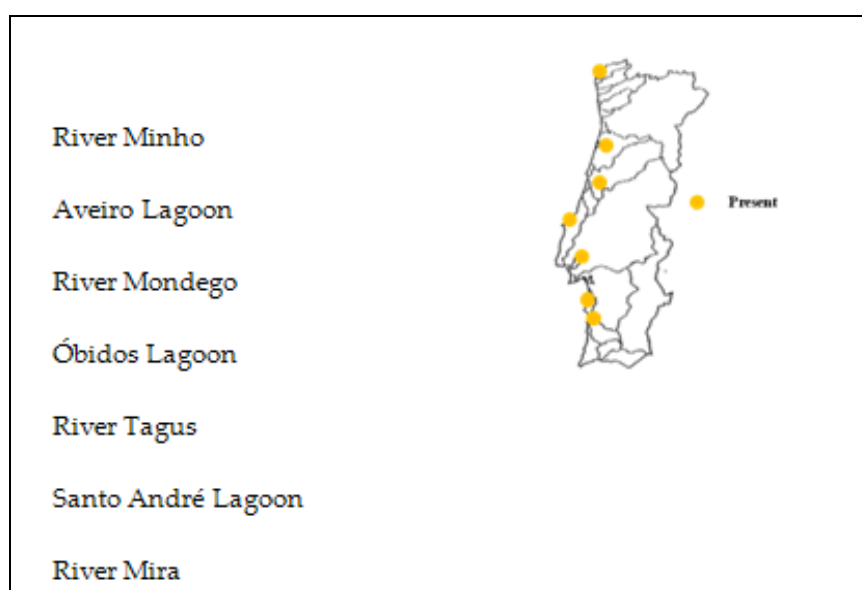 River Minho
Aveiro Lagoon
River Mondego
Óbidos Lagoon
River Tagus
Santo André Lagoon
River Mira
Present